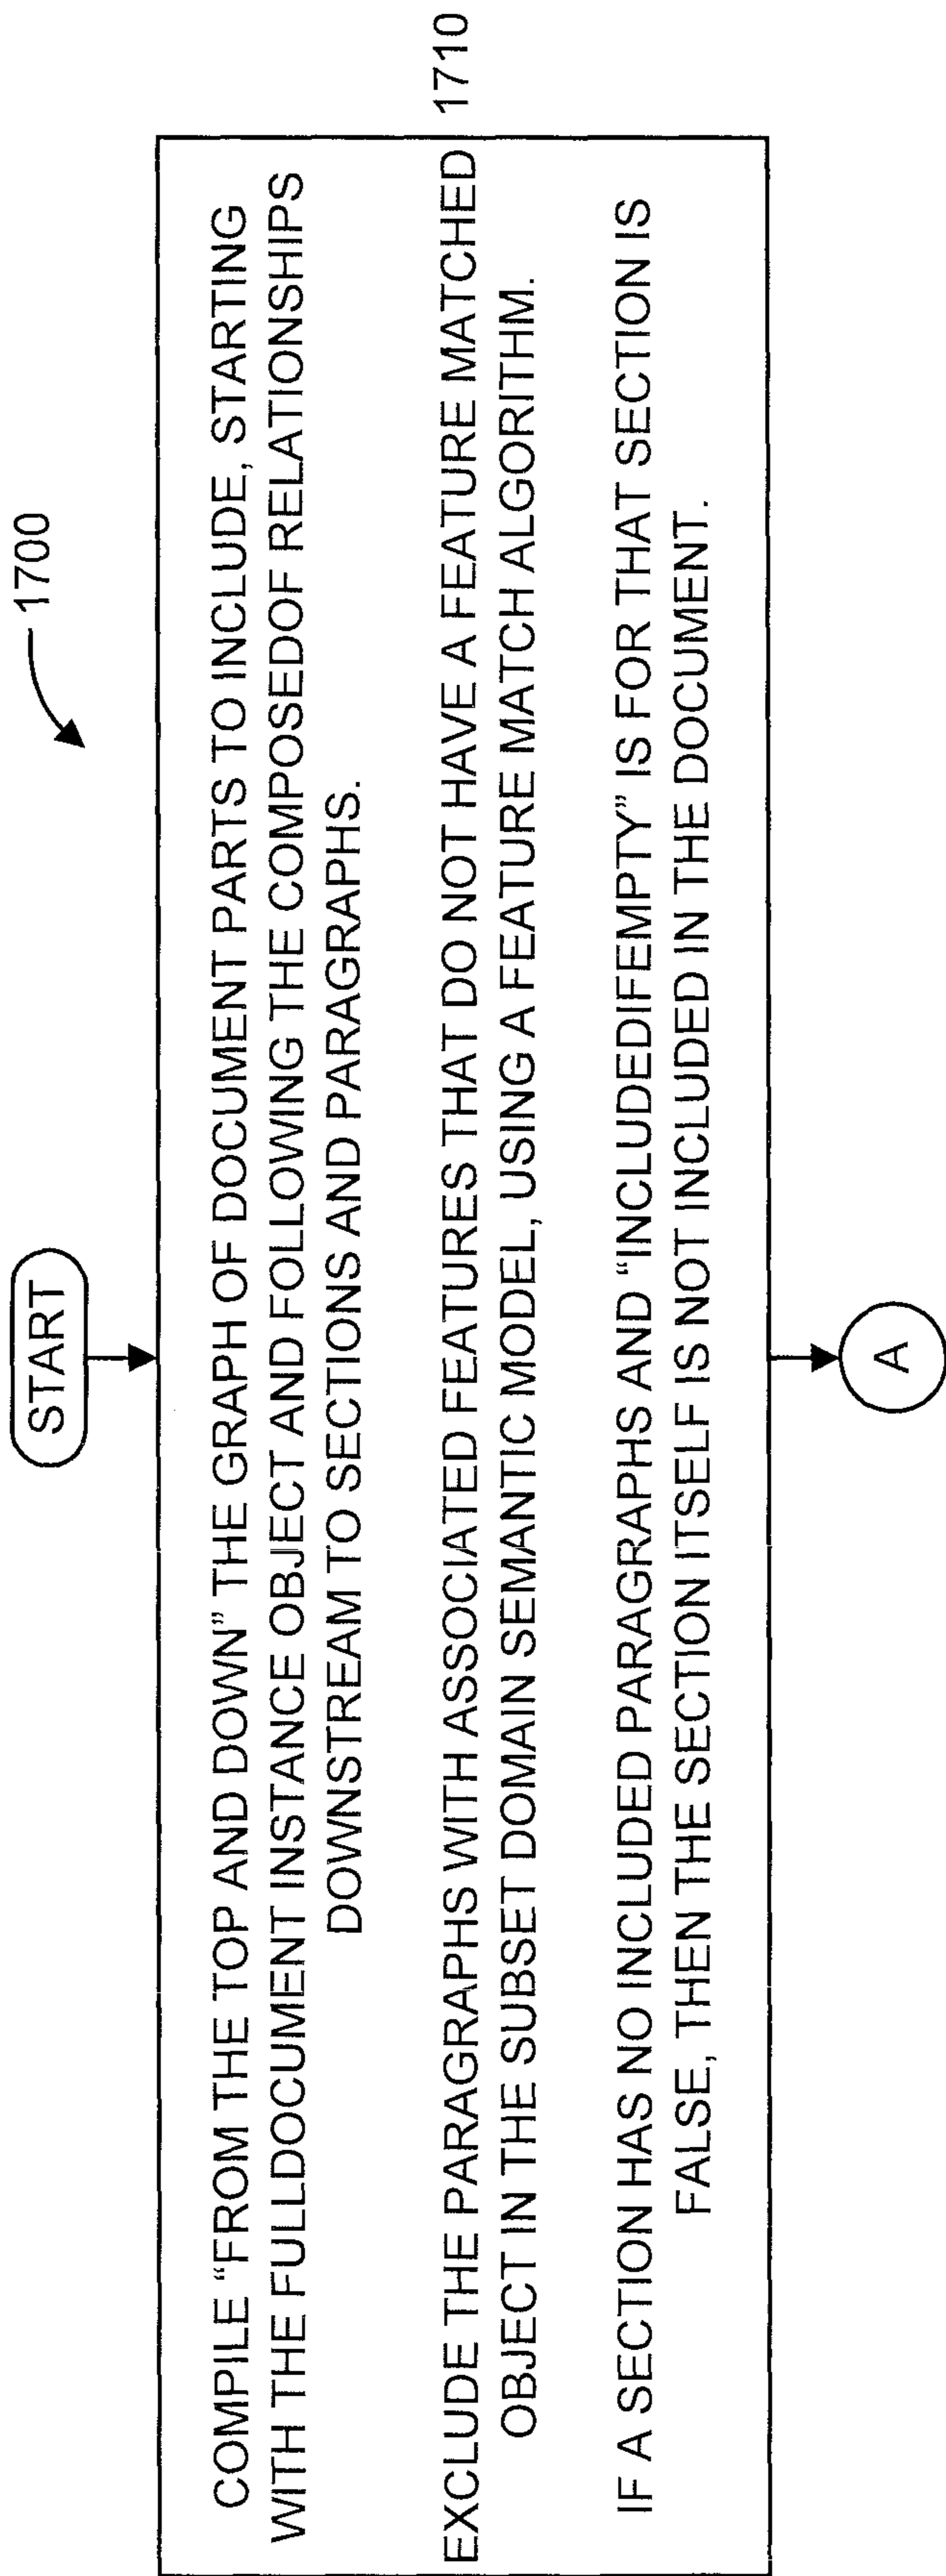 1700
START
COMPILE “FROM THE TOP AND DOWN” THE GRAPH OF DOCUMENT PARTS TO INCLUDE, STARTING
WITH THE FULLDOCUMENT INSTANCE OBJECT AND FOLLOWING THE COMPOSEDOF RELATIONSHIPS
DOWNSTREAM TO SECTIONS AND PARAGRAPHS.
EXCLUDE THE PARAGRAPHS WITH ASSOCIATED FEATURES THAT DO NOT HAVE A FEATURE MATCHED
OBJECT IN THE SUBSET DOMAIN SEMANTIC MODEL, USING A FEATURE MATCH ALGORITHM.
IF A SECTION HAS NO INCLUDED PARAGRAPHS AND “INCLUDEDIFEMPTY” IS FOR THAT SECTION IS
FALSE, THEN THE SECTION ITSELF IS NOT INCLUDED IN THE DOCUMENT.
1710
A